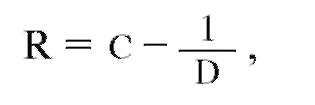 R = C - 1/D ,